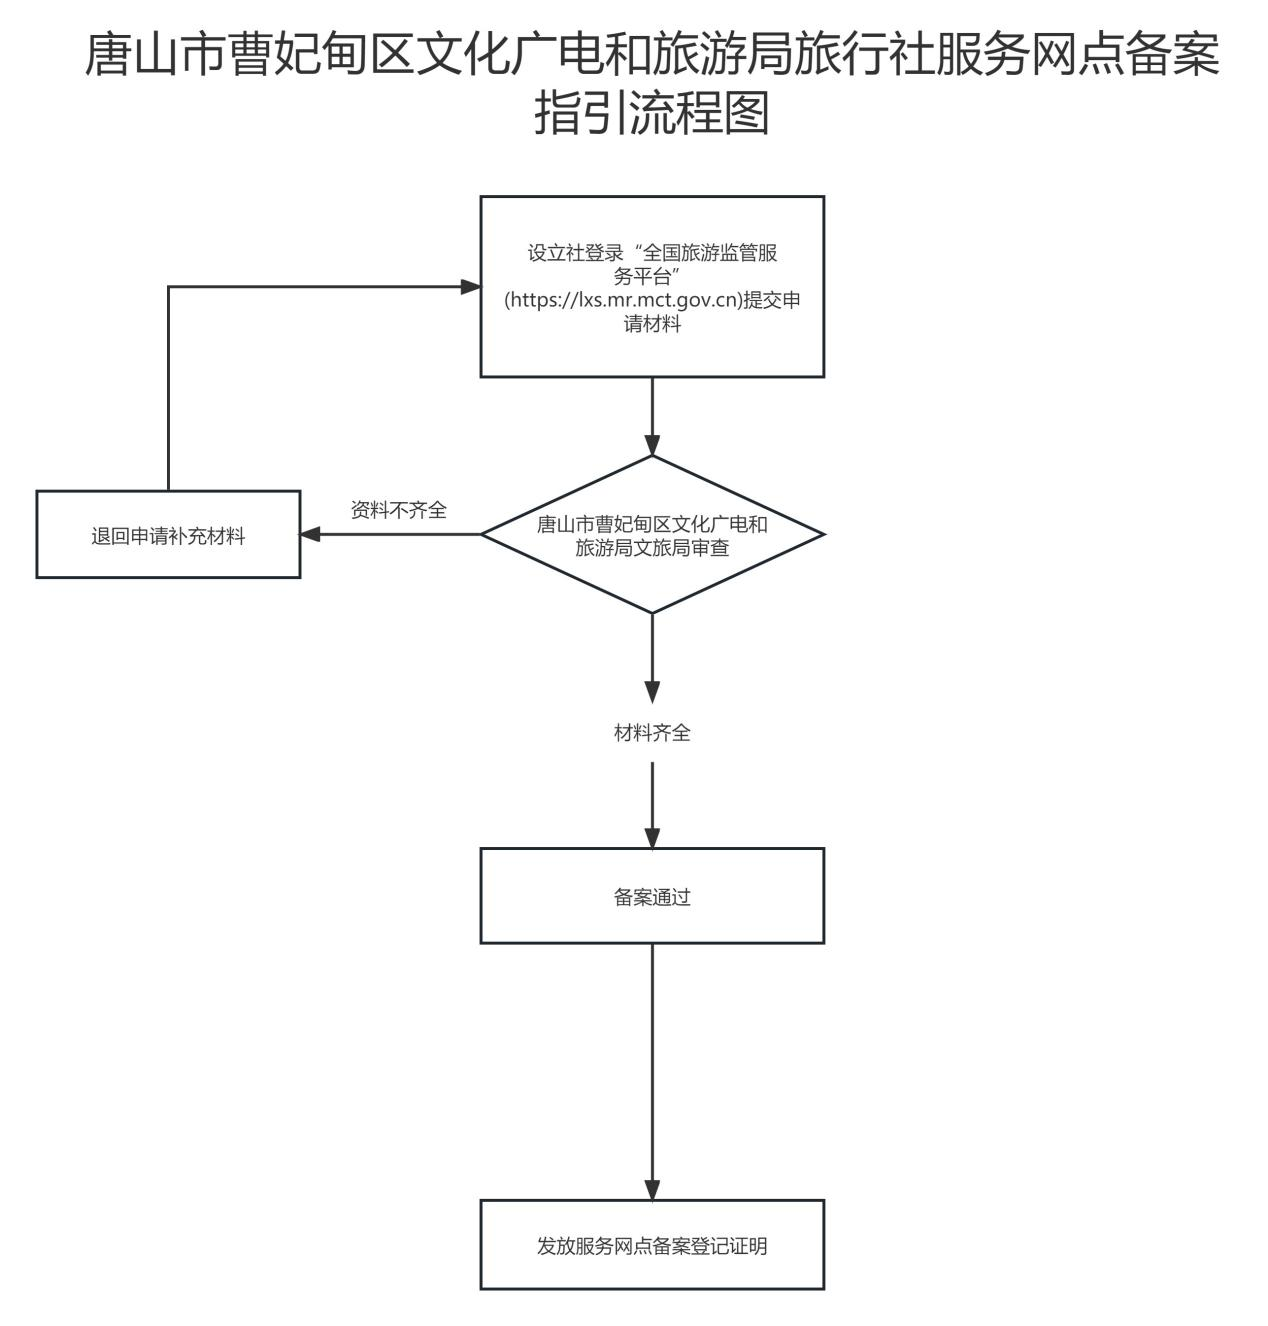 唐山市曹妃甸区文化广电和旅游局旅行社服务网点备案
指引流程图
设立社登录“全国旅游监管服
务平台”
(https://lxs.mr.mct.gov.cn)提交申
请材料
资料不齐全
退回申请补充材料
唐山市曹妃甸区文化广电和
旅游局文旅局审查
材料齐全
备案通过
发放服务网点备案登记证明